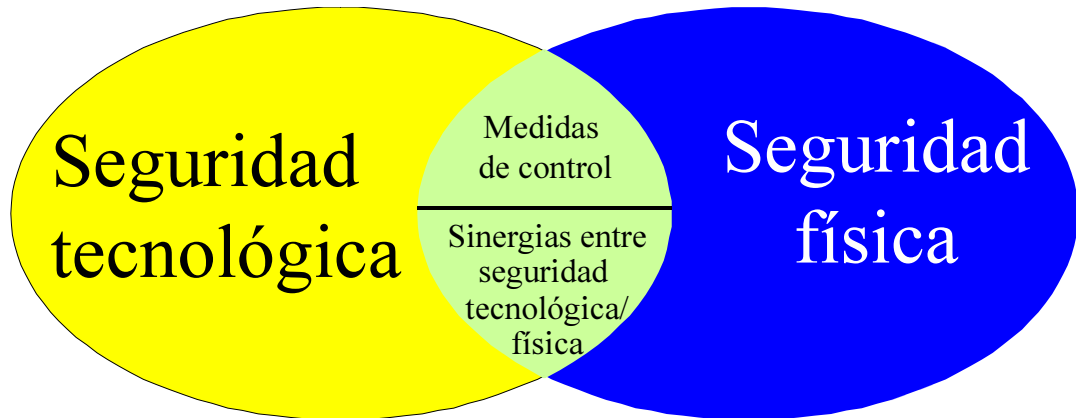 Seguridad
tecnológica
Medidas
de control
Sinergias entre
seguridad
tecnológica/
física
Seguridad
física